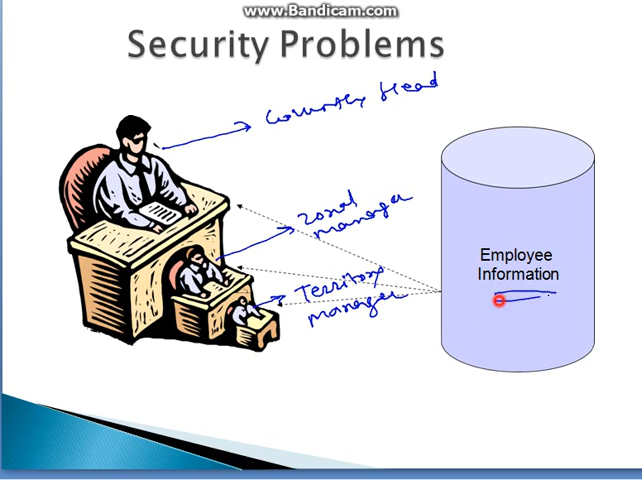 www.Bandicam.com
Security Problems
Country Head
Zonal
manager
Employee
Information
Territory
manager